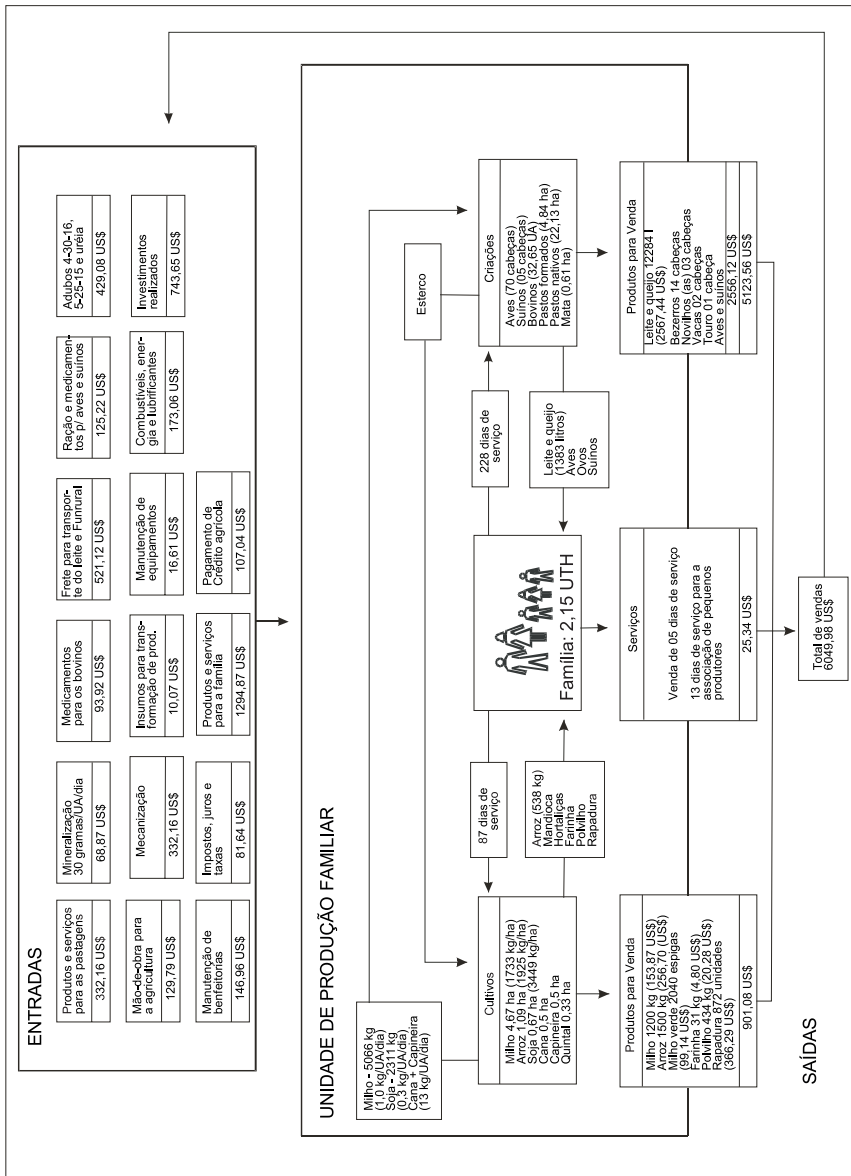 ENTRADAS
Produtos e serviços
para as pastagens
332,16 US$
Mineralização
30 gramas/UA/dia
68,87 US$
Medicamentos
para os bovinos
93,92 US$
Frete para transpor-
te do leite e Funrural
521,12 US$
Ração e medicamen-
tos p/ aves e suínos
125,22 US$
Adubos 4-30-16,
5-25-15 e uréia
429,08 US$
Mão-de-obra para
a agricultura
129,79 US$
Mecanização
332,16 US$
Insumos para trans-
formação de prod.
10,07 US$
Manutenção de
equipamentos
16,61 US$
Combustíveis, ener-
gia e lubrificantes
173,06 US$
Investimentos
realizados
743,65 US$
Manutenção de
benfeitorias
146,96 US$
Impostos, juros e
taxas
81,64 US$
Produtos e serviços
para a família
1294,87 US$
Pagamento de
Crédito agrícola
107,04 US$
UNIDADE DE PRODUÇÃO FAMILIAR
Milho - 5066 kg
(1,0 kg/UA/dia)
Soja - 2311 kg
(0,3 kg/UA/dia)
Cana + Capineira
(13 kg/UA/dia)
Esterco
Cultivos
Milho 4,67 ha (1733 kg/ha)
Arroz 1,09 ha (1925 kg/ha)
Soja 0,67 ha (3449 kg/ha)
Cana 0,5 ha
Capineira 0,5 ha
Quintal 0,33 ha
87 dias de
serviço
Arroz (538 kg)
Mandioca
Hortaliças
Farinha
Polvilho
Rapadura
Família: 2,15 UTH
228 dias de
serviço
Leite e queijo
(1383 litros)
Aves
Ovos
Suínos
Criações
Aves (70 cabeças)
Suínos (05 cabeças)
Bovinos (32,65 UA)
Pastos formados (4,84 ha)
Pastos nativos (22,13 ha)
Mata (0,61 ha)
Produtos para Venda
Milho 1200 kg (153,87 US$)
Arroz 1500 kg (256,70 (US$)
Milho verde 2040 espigas
(99,14 US$)
Farinha 31 kg (4,80 US$)
Polvilho 434 kg (20,28 US$)
Rapadura 872 unidades
(366,29 US$)
901,08 US$
Serviços
Venda de 05 dias de serviço
13 dias de serviço para a
associação de pequenos
produtores
25,34 US$
Produtos para Venda
Leite e queijo 12284 l
(2567,44 US$)
Bezerros 14 cabeças
Novilhos (as) 03 cabeças
Vacas 02 cabeças
Touro 01 cabeça
Aves e suínos
2556,12 US$
5123,56 US$
Total de vendas
6049,98 US$
SAÍDAS